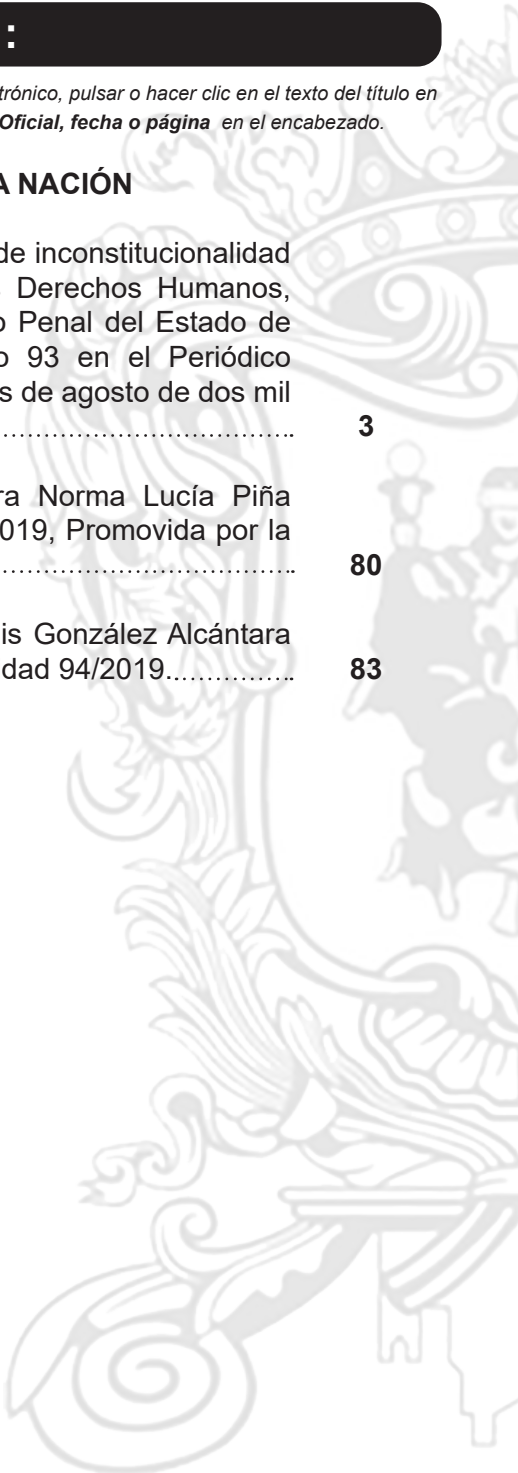 :
trónico, pulsar o hacer clic en el texto del título en
Oficial, fecha o página en el encabezado.
A NACIÓN
de inconstitucionalidad
Derechos Humanos,
o Penal del Estado de
o 93 en el Periódico
s de agosto de dos mil
........................................ 3
ra Norma Lucía Piña
019, Promovida por la
........................................ 80
is González Alcántara
dad 94/2019............... 83